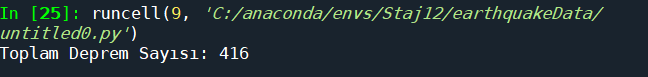 In [25]: runcell(9, 'C:/anaconda/envs/Staj12/earthquakeData/
untitled0.py')
Toplam Deprem Sayısı: 416